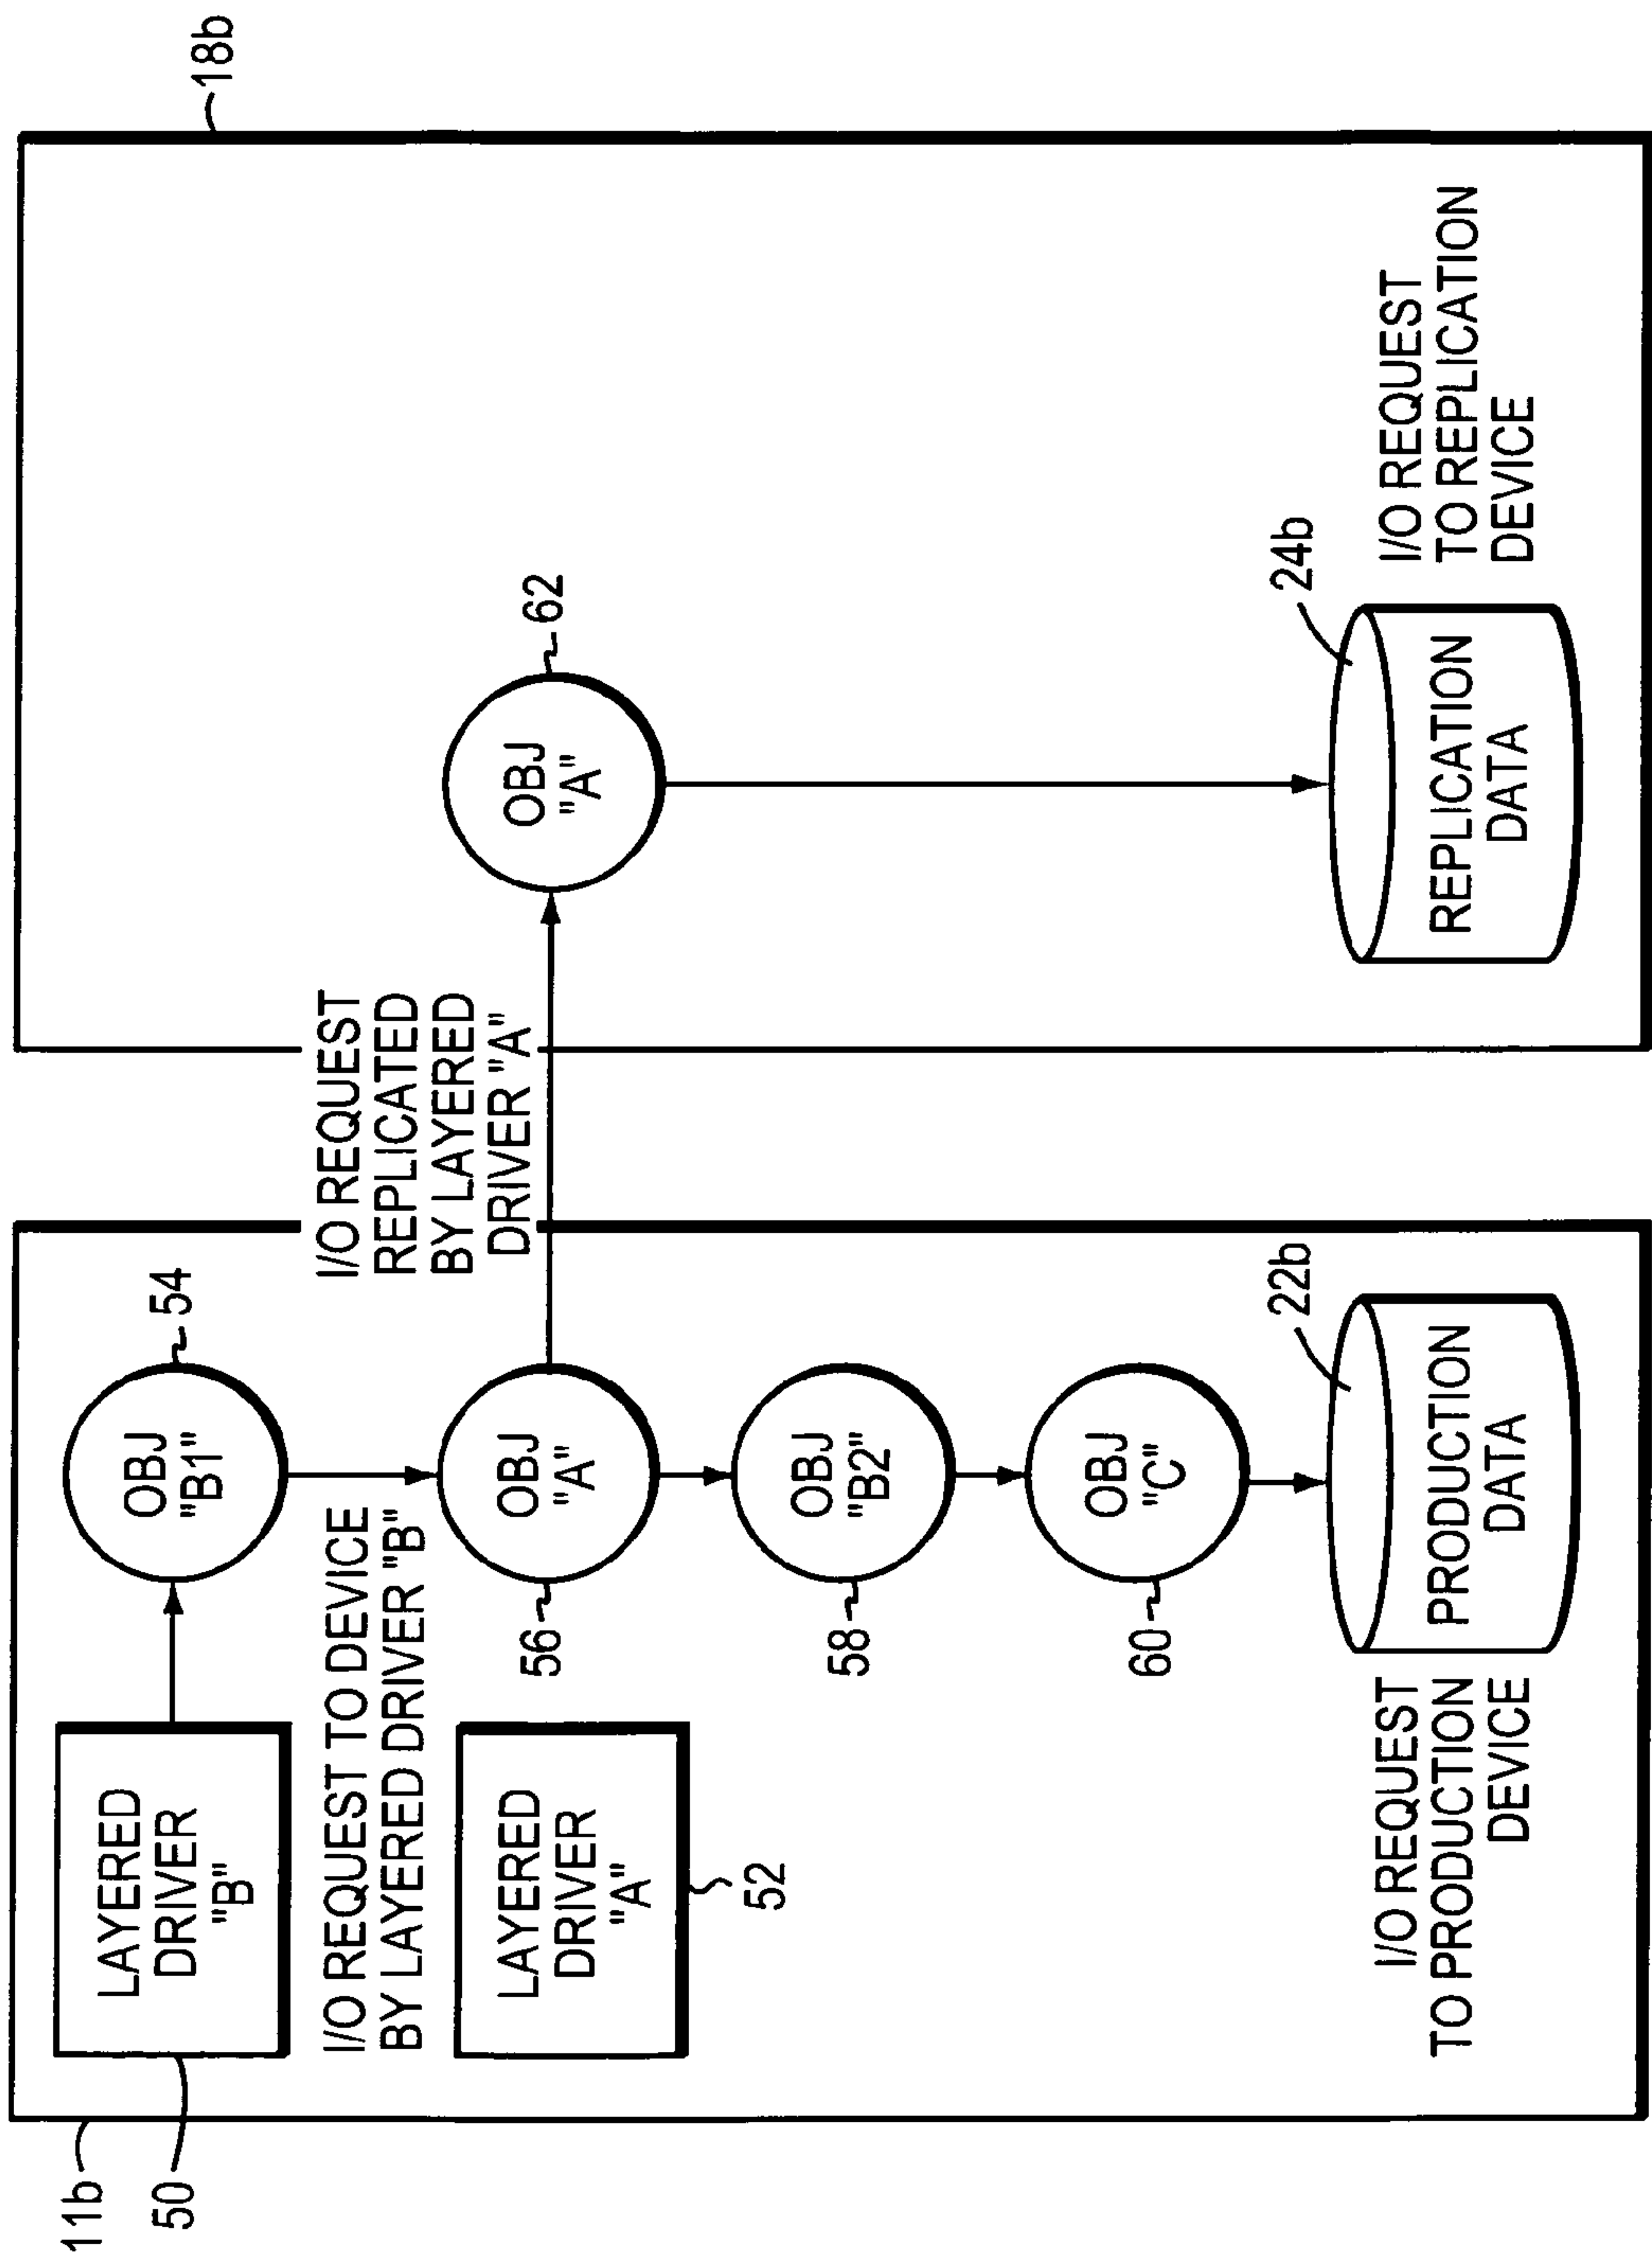 11b
50
LAYERED
DRIVER
"B"
OBJ
"B1"
54
I/O REQUEST TO DEVICE
BY LAYERED DRIVER "B"
LAYERED
DRIVER
"A"
52
OBJ
"A"
56
OBJ
"B2"
58
OBJ
"C"
60
I/O REQUEST
TO PRODUCTION
DEVICE
PRODUCTION
DATA
22b
I/O REQUEST
REPLICATED
BY LAYERED
DRIVER "A"
18b
OBJ
"A"
62
REPLICATION
DATA
24b
I/O REQUEST
TO REPLICATION
DEVICE